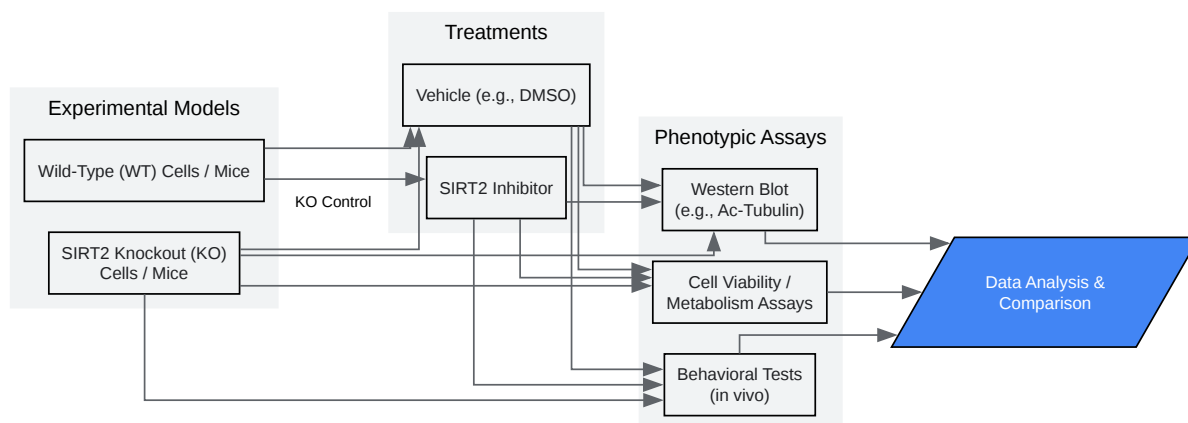 Experimental Models
Wild-Type (WT) Cells / Mice
SIRT2 Knockout (KO)
Cells / Mice
KO Control
Treatments
Vehicle (e.g., DMSO)
SIRT2 Inhibitor
Phenotypic Assays
Western Blot
(e.g., Ac-Tubulin)
Cell Viability /
Metabolism Assays
Behavioral Tests
(in vivo)
Data Analysis &
Comparison